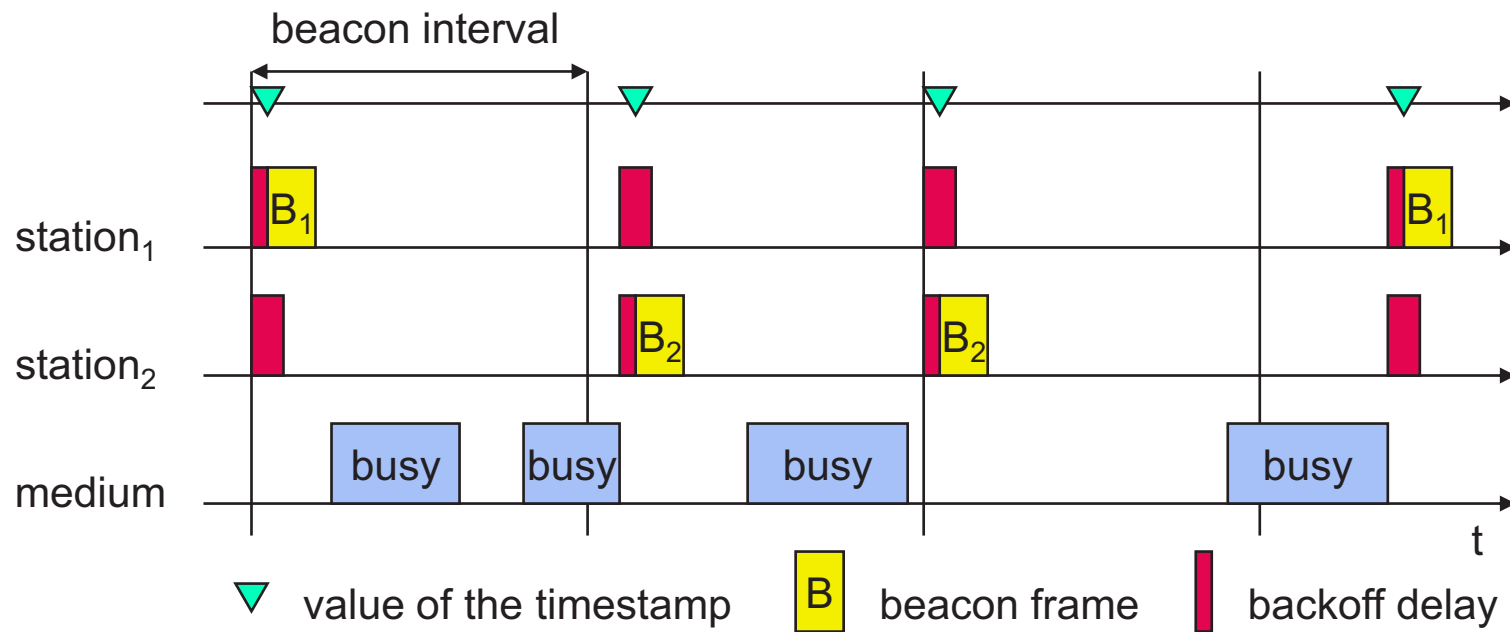 beacon interval
B₁ B₁
station₁
B₂ B₂
station₂
busy busy busy busy
medium
t
value of the timestamp B beacon frame backoff delay